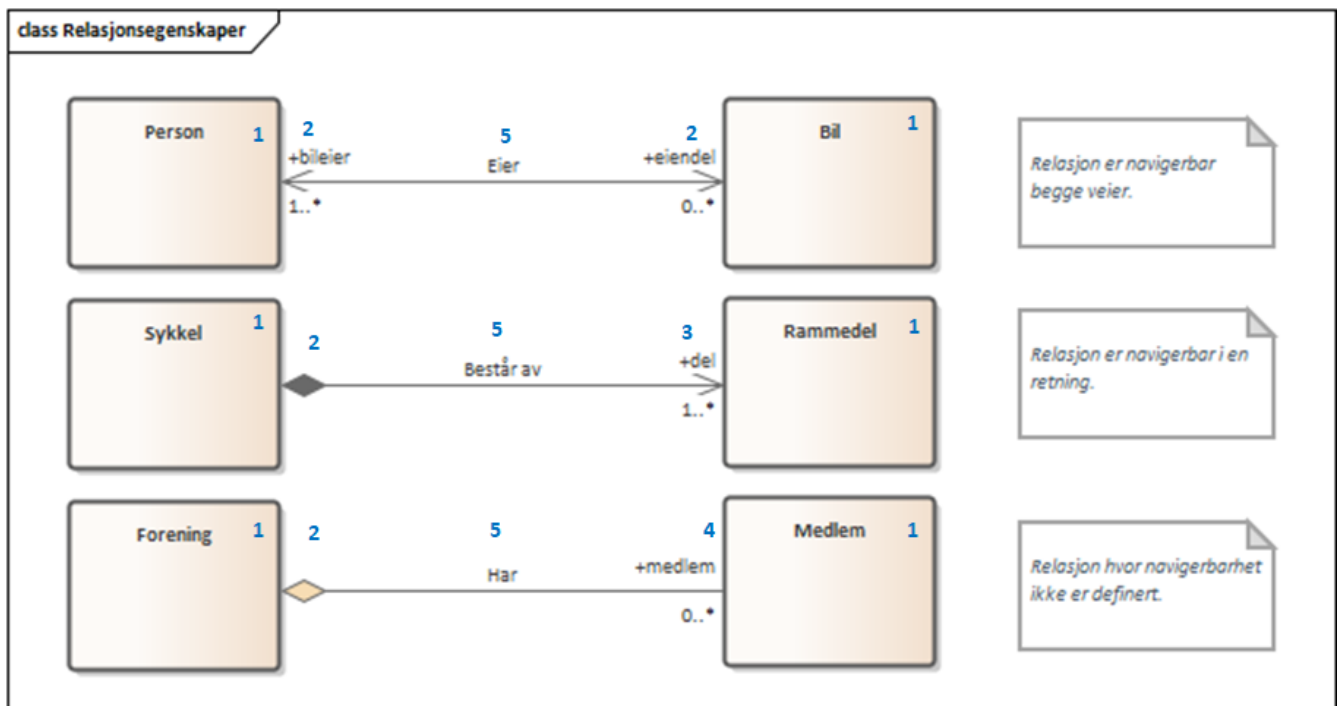 class Relasjonsegenskaper
Person 1
2
+bileier
1..*
5
Eier
2
+eiendel
0..*
Bil 1
Relasjon er navigerbar
begge veier.
Sykkel 1
2
5
Består av
3
+del
1..*
Rammedel 1
Relasjon er navigerbar i en
retning.
Forening 1
2
5
Har
4
+medlem
0..*
Medlem 1
Relasjon hvor navigerbarhet
ikke er definert.